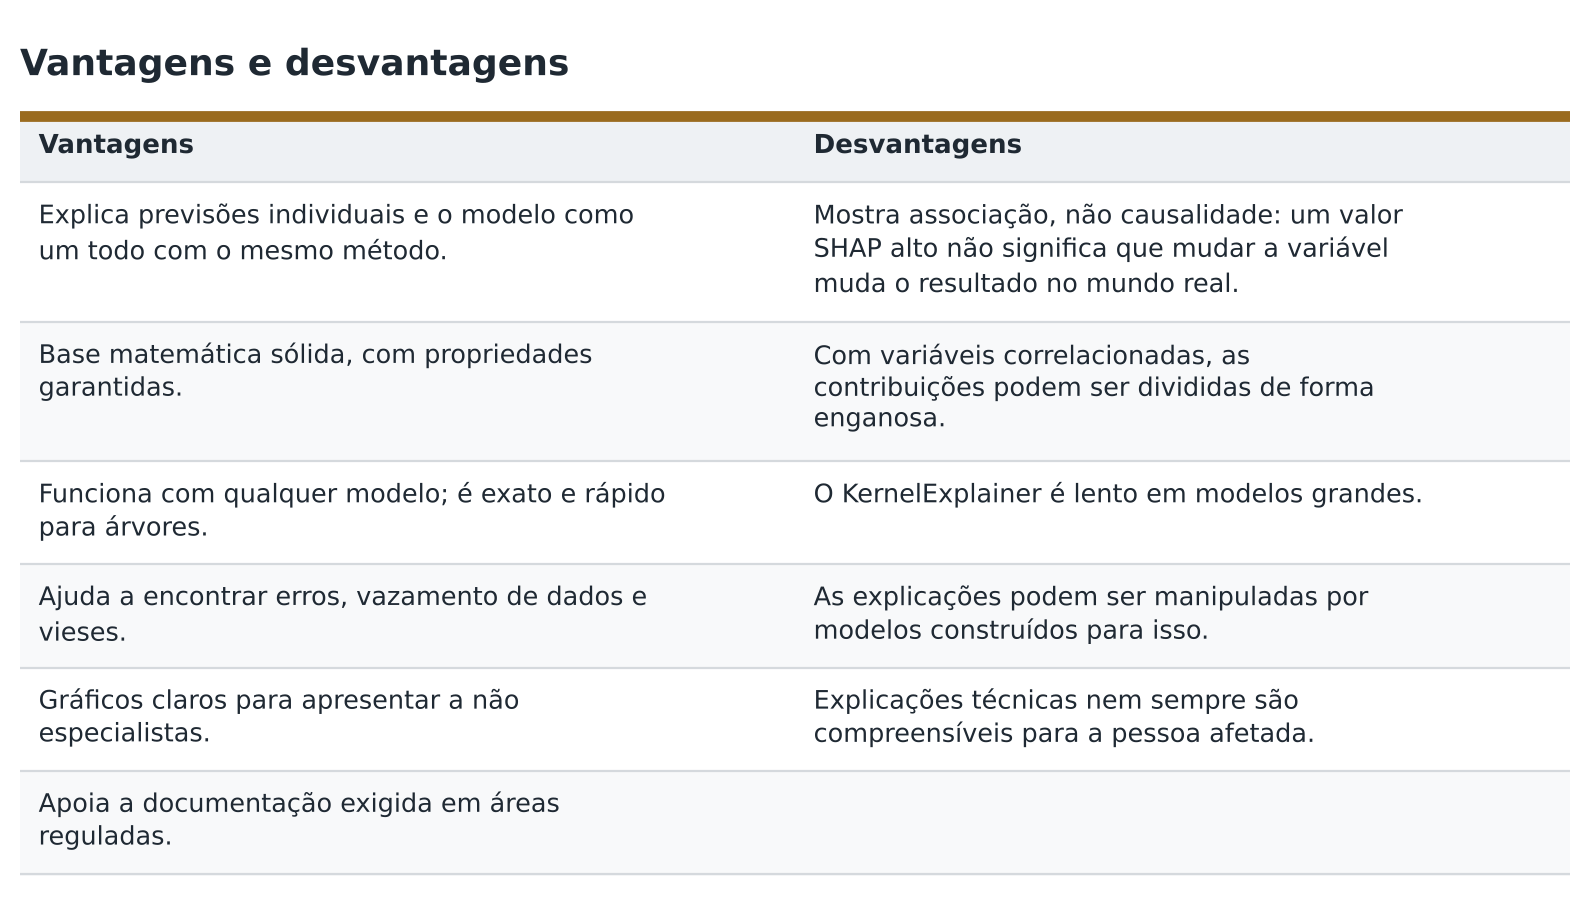 Vantagens e desvantagens
Vantagens
Desvantagens
Explica previsões individuais e o modelo como
um todo com o mesmo método.
Mostra associação, não causalidade: um valor
SHAP alto não significa que mudar a variável
muda o resultado no mundo real.
Base matemática sólida, com propriedades
garantidas.
Com variáveis correlacionadas, as
contribuições podem ser divididas de forma
enganosa.
Funciona com qualquer modelo; é exato e rápido
para árvores.
O KernelExplainer é lento em modelos grandes.
Ajuda a encontrar erros, vazamento de dados e
vieses.
As explicações podem ser manipuladas por
modelos construídos para isso.
Gráficos claros para apresentar a não
especialistas.
Explicações técnicas nem sempre são
compreensíveis para a pessoa afetada.
Apoia a documentação exigida em áreas
reguladas.